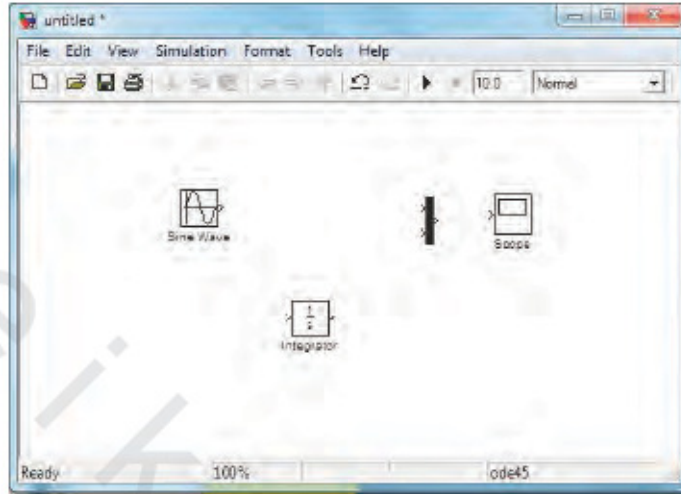 untitled *
File Edit View Simulation Format Tools Help
10.0 Normal
Sine Wave
Scope
1
s
Integrator
Ready 100% ode45